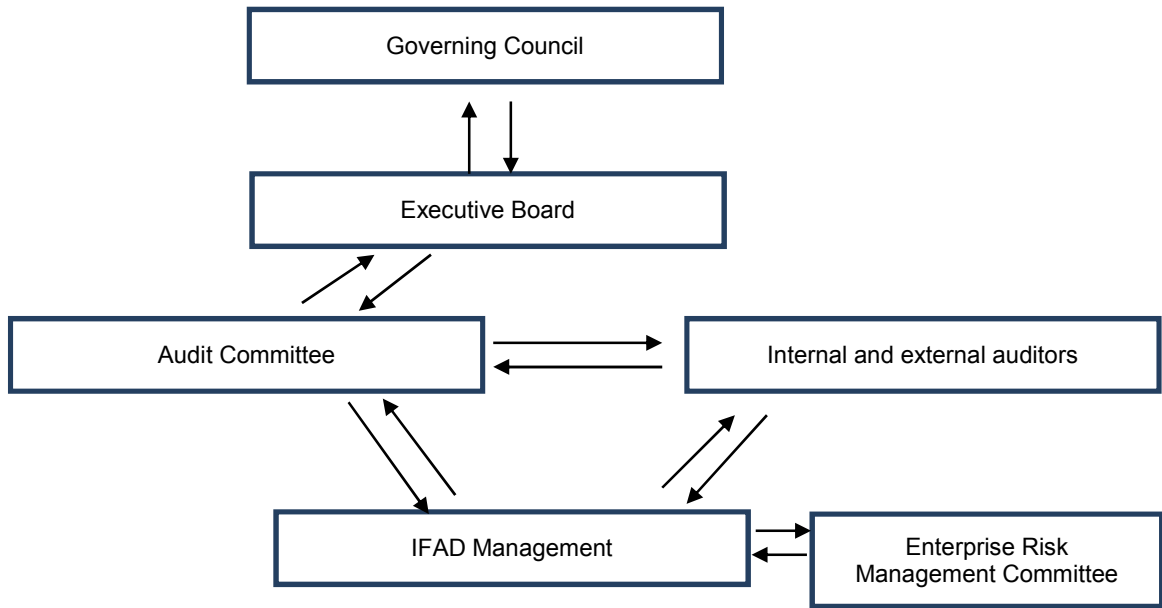 Governing Council
Executive Board
Audit Committee
Internal and external auditors
IFAD Management
Enterprise Risk
Management Committee